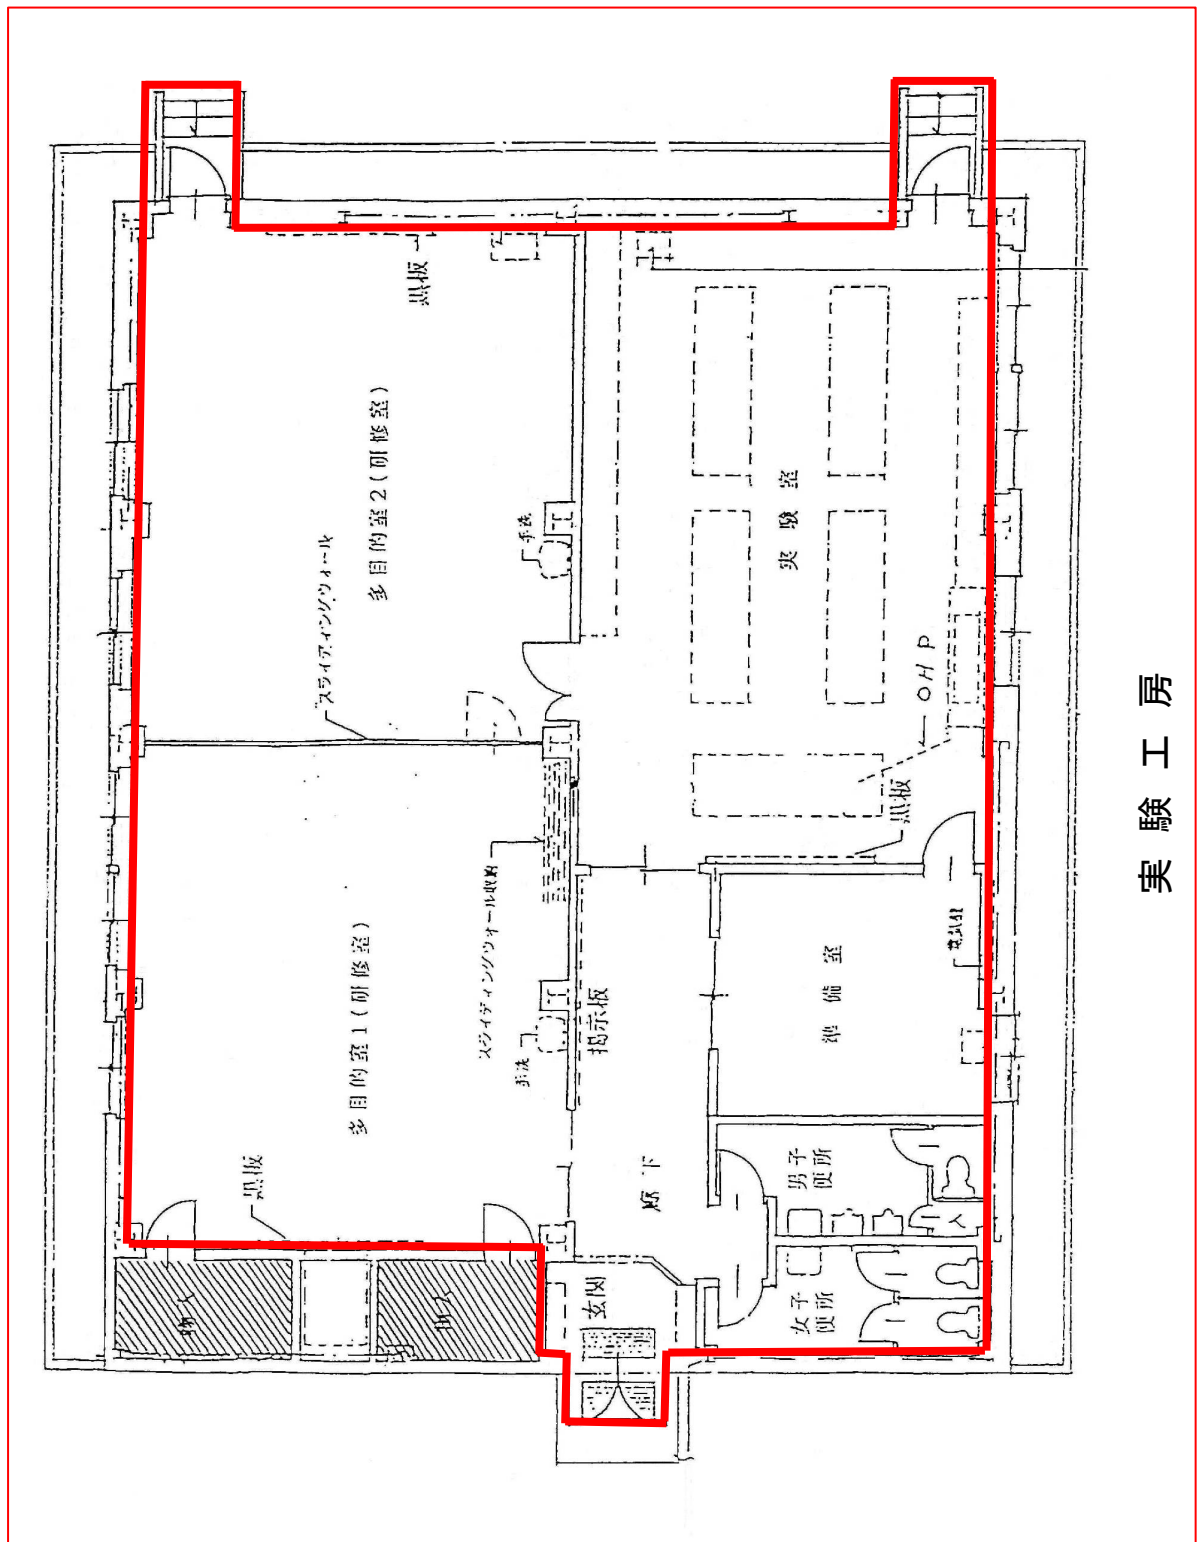 実験工房
黒板
多目的室2(研修室)
スライディングウォール
手洗
実験室
OHP
黒板
多目的室1(研修室)
スライディングウォール収納
手洗
掲示板
準備室
黒板
廊下
男子
便所
女子
便所
玄関
物入
物入